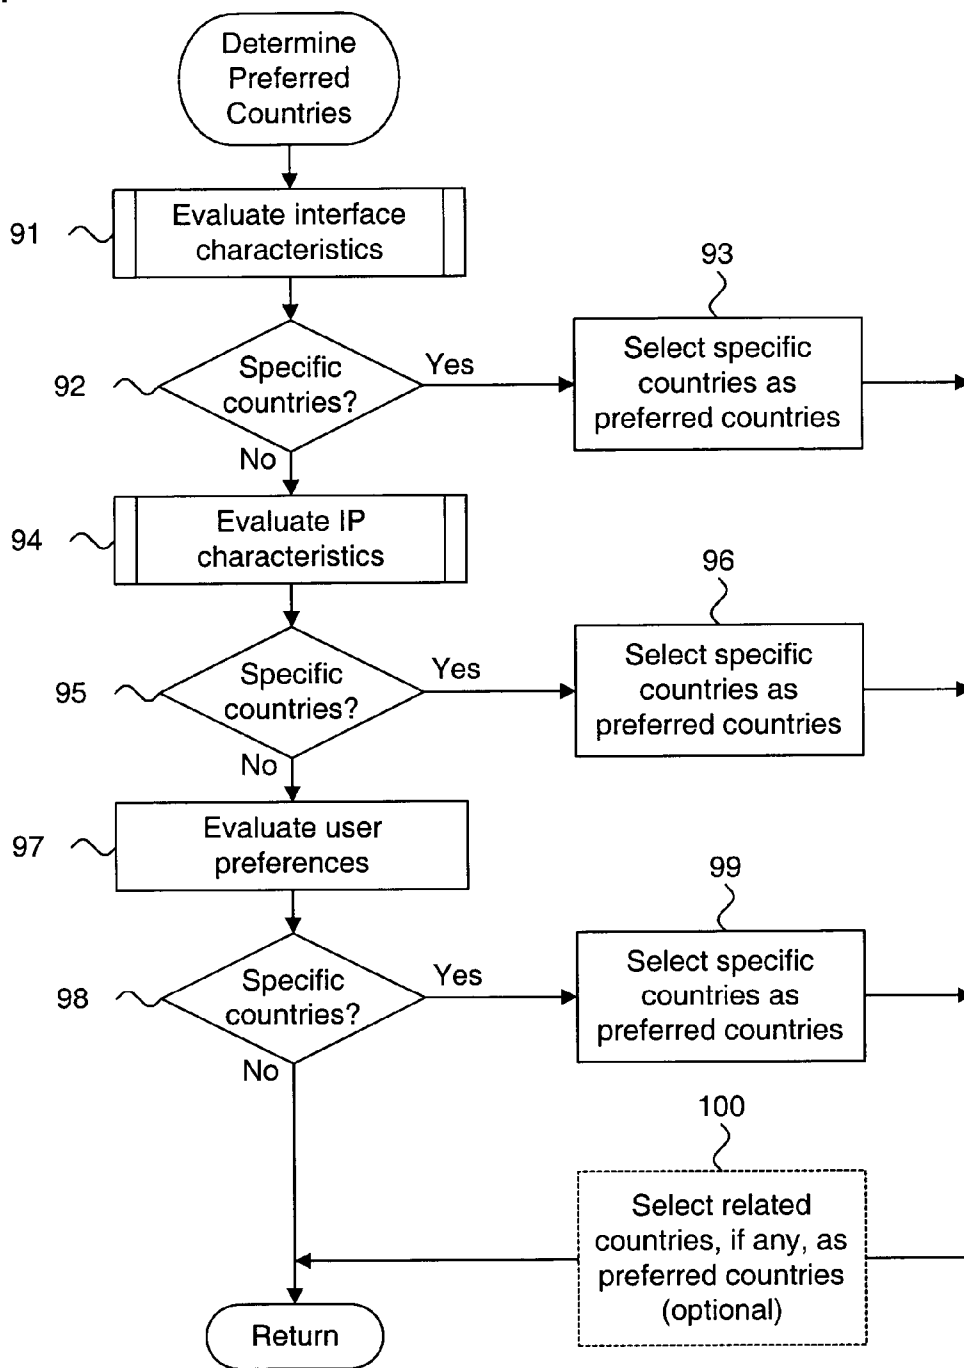 Determine
Preferred
Countries
91
Evaluate interface
characteristics
93
92
Specific
countries?
Yes
Select specific
countries as
preferred countries
No
94
Evaluate IP
characteristics
96
95
Specific
countries?
Yes
Select specific
countries as
preferred countries
No
97
Evaluate user
preferences
99
98
Specific
countries?
Yes
Select specific
countries as
preferred countries
No
100
Select related
countries, if any, as
preferred countries
(optional)
Return